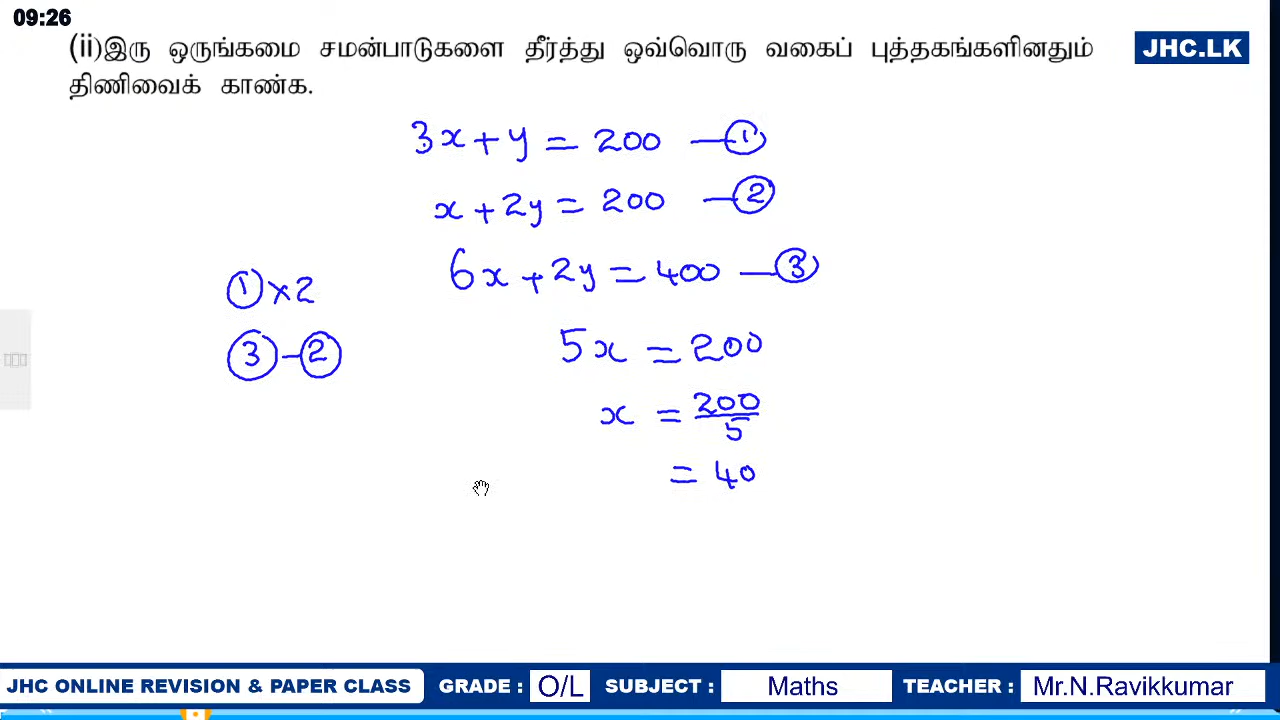 09:26
(ii)இரு ஒருங்கமை சமன்பாடுகளை தீர்த்து ஒவ்வொரு வகைப் புத்தகங்களினதும்
JHC.LK
திணிவைக் காண்க.
3x + y = 200 —①
x + 2y = 200 —②
①×2 6x + 2y = 400 —③
③-② 5x = 200
x = 200/5
= 40
JHC ONLINE REVISION & PAPER CLASS GRADE : O/L SUBJECT : Maths TEACHER : Mr.N.Ravikkumar